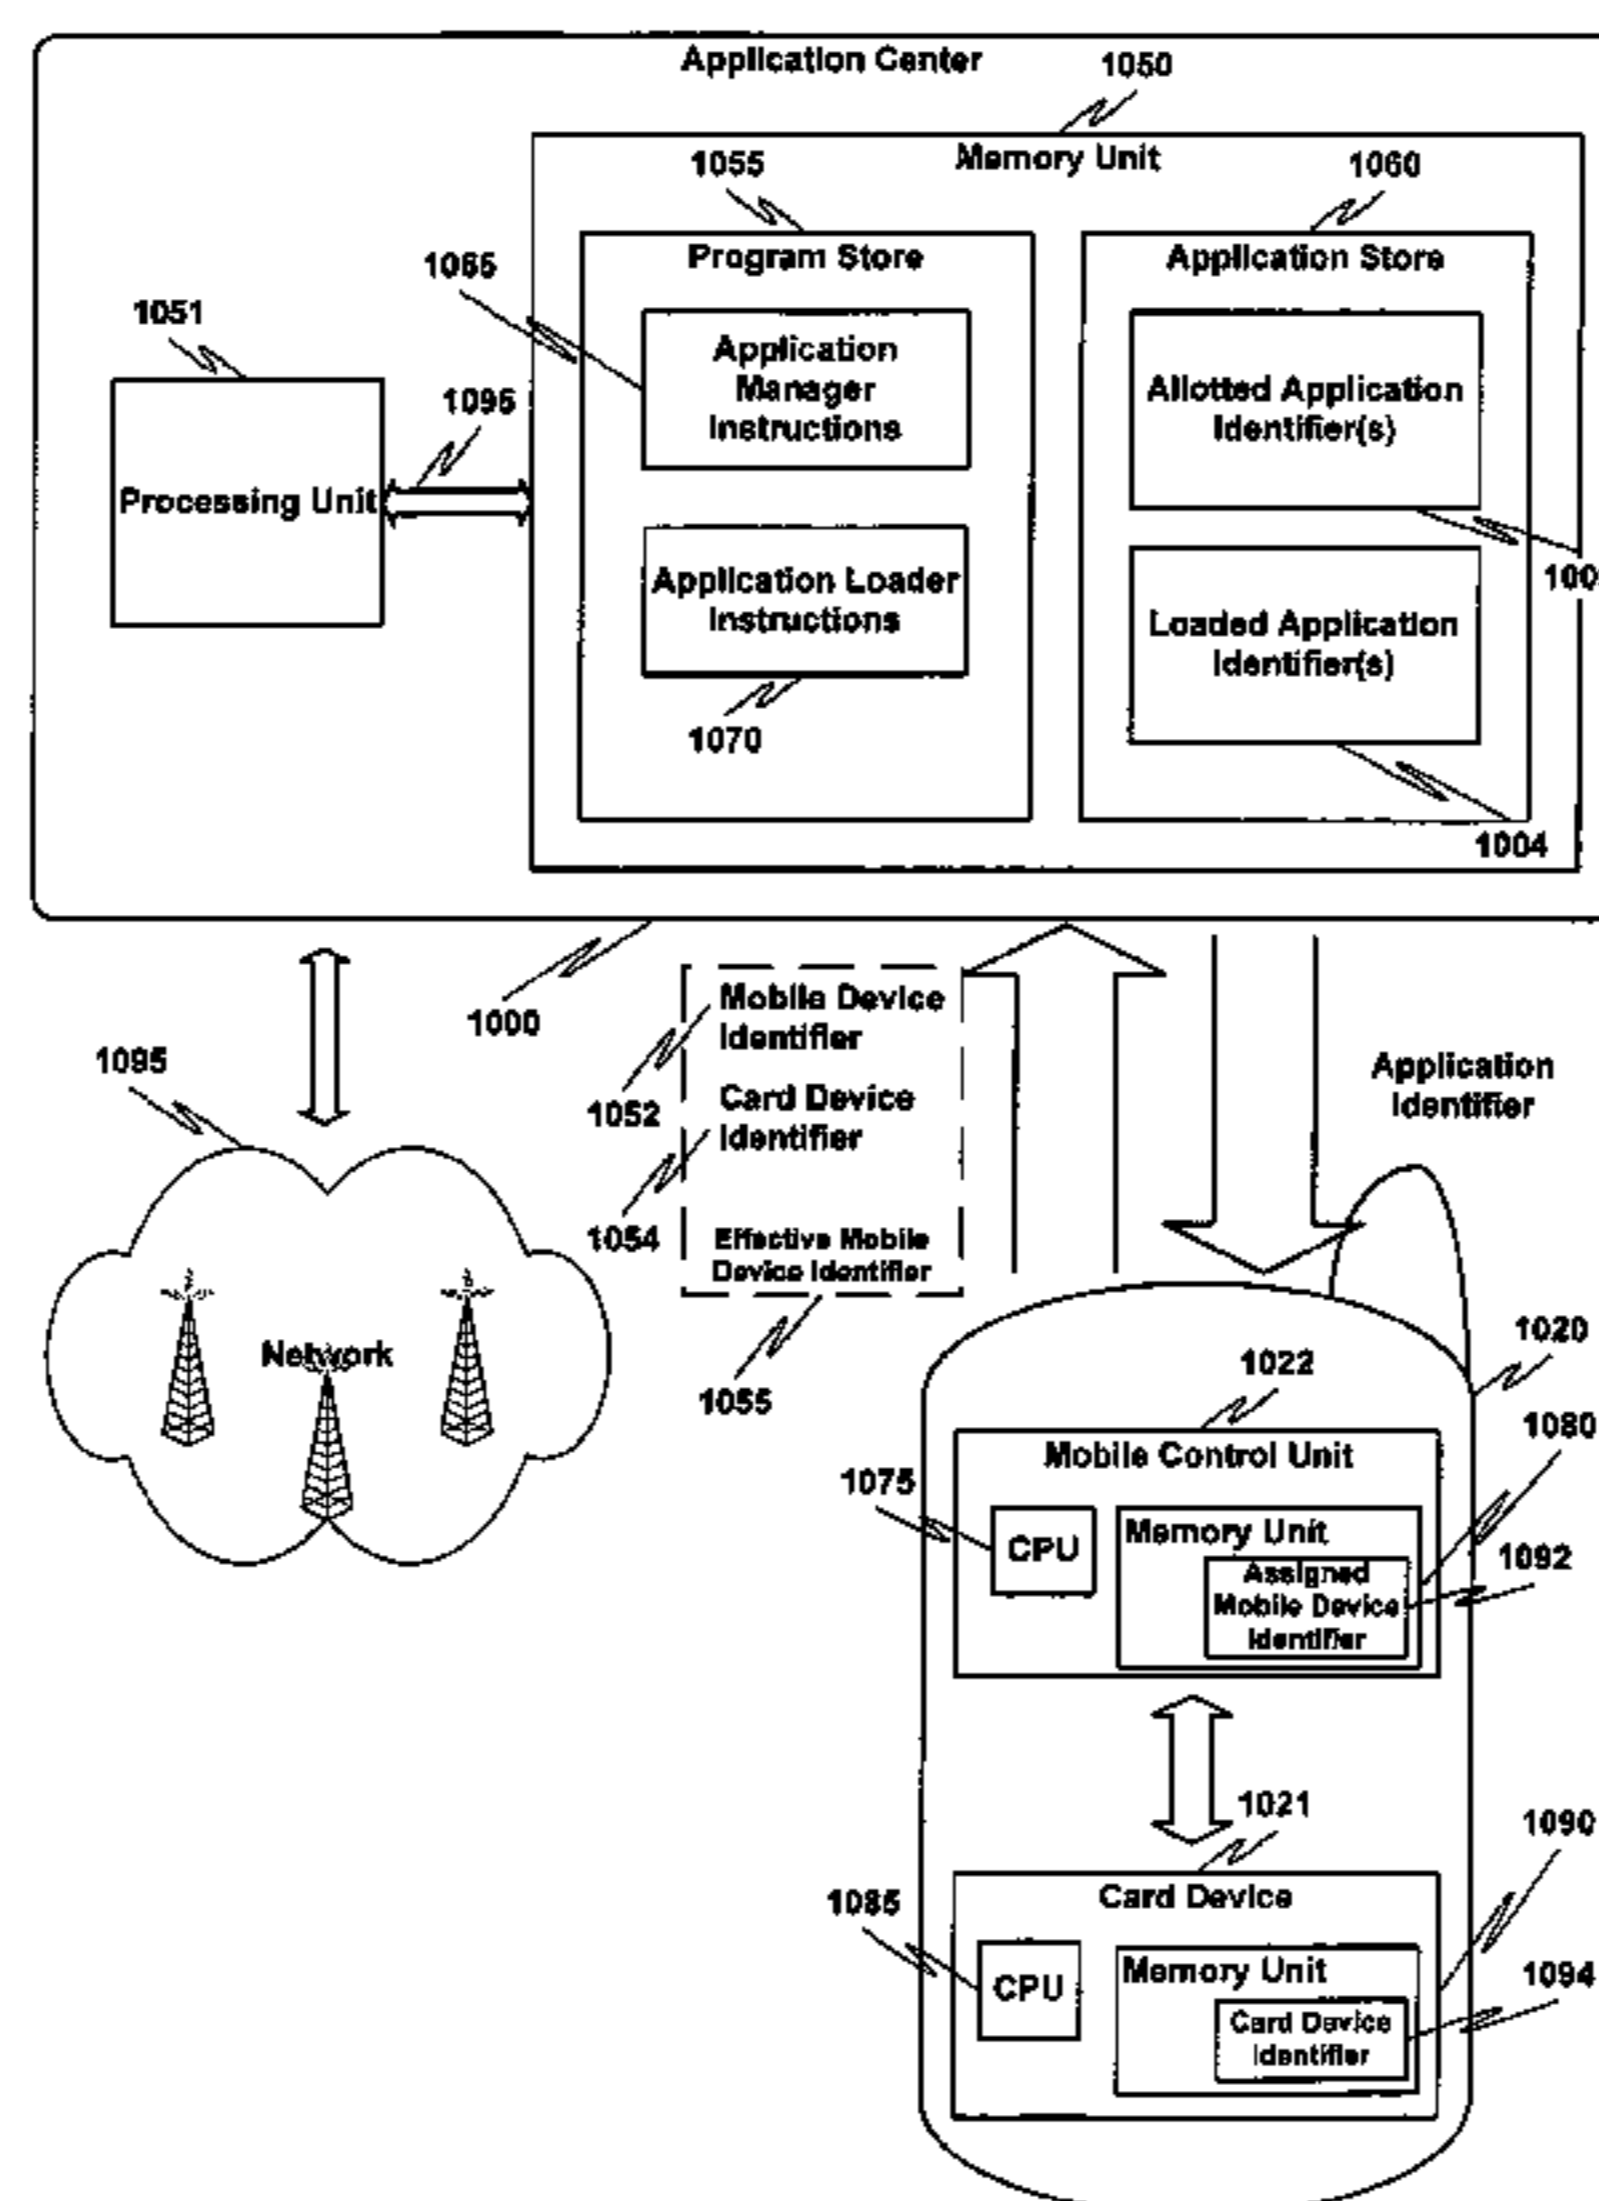 Application Center
1050
Memory Unit
1055
1060
Program Store
Application Store
1065
1051
Application
Manager
Instructions
Allotted Application
Identifier(s)
1096
Processing Unit
Application Loader
Instructions
100
Loaded Application
Identifier(s)
1070
1004
1000
Mobile Device
Identifier
1095
Application
Identifier
1052
Card Device
Identifier
1054
Effective Mobile
Device Identifier
1055
Network
1020
1022
1080
Mobile Control Unit
1075
CPU
Memory Unit
1092
Assigned
Mobile Device
Identifier
1021
1090
Card Device
1085
CPU
Memory Unit
1094
Card Device
Identifier